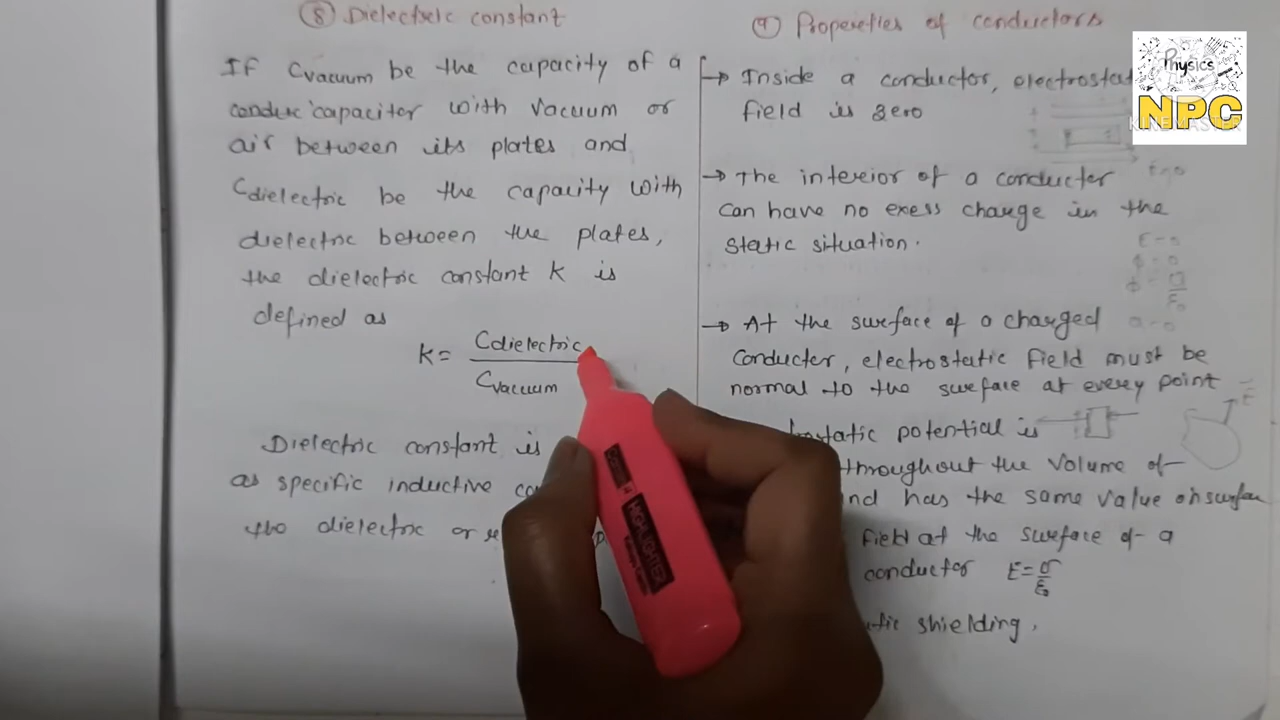 ⑧ Dielectric constant
If Cvacuum be the capacity of a
conduc capacitor with vacuum or
air between its plates and
Cdielectric be the capacity with
dielectric between the plates,
the dielectric constant K is
defined as
K = Cdielectric
Cvacuum
Dielectric constant is
as specific inductive
the dielectric or
⑨ Properties of conductors
→ Inside a conductor, electrostat
field is zero
→ The interior of a conductor
can have no exess charge in the
static situation.
→ At the surface of a charged
Conductor, electrostatic field must be
normal to the surface at every point
static potential is
throughout the volume of
and has the same value on surface
field at the surface of a
conductor E = σ/ε₀
shielding.
Physics
NPC
HIGHLIGHTER